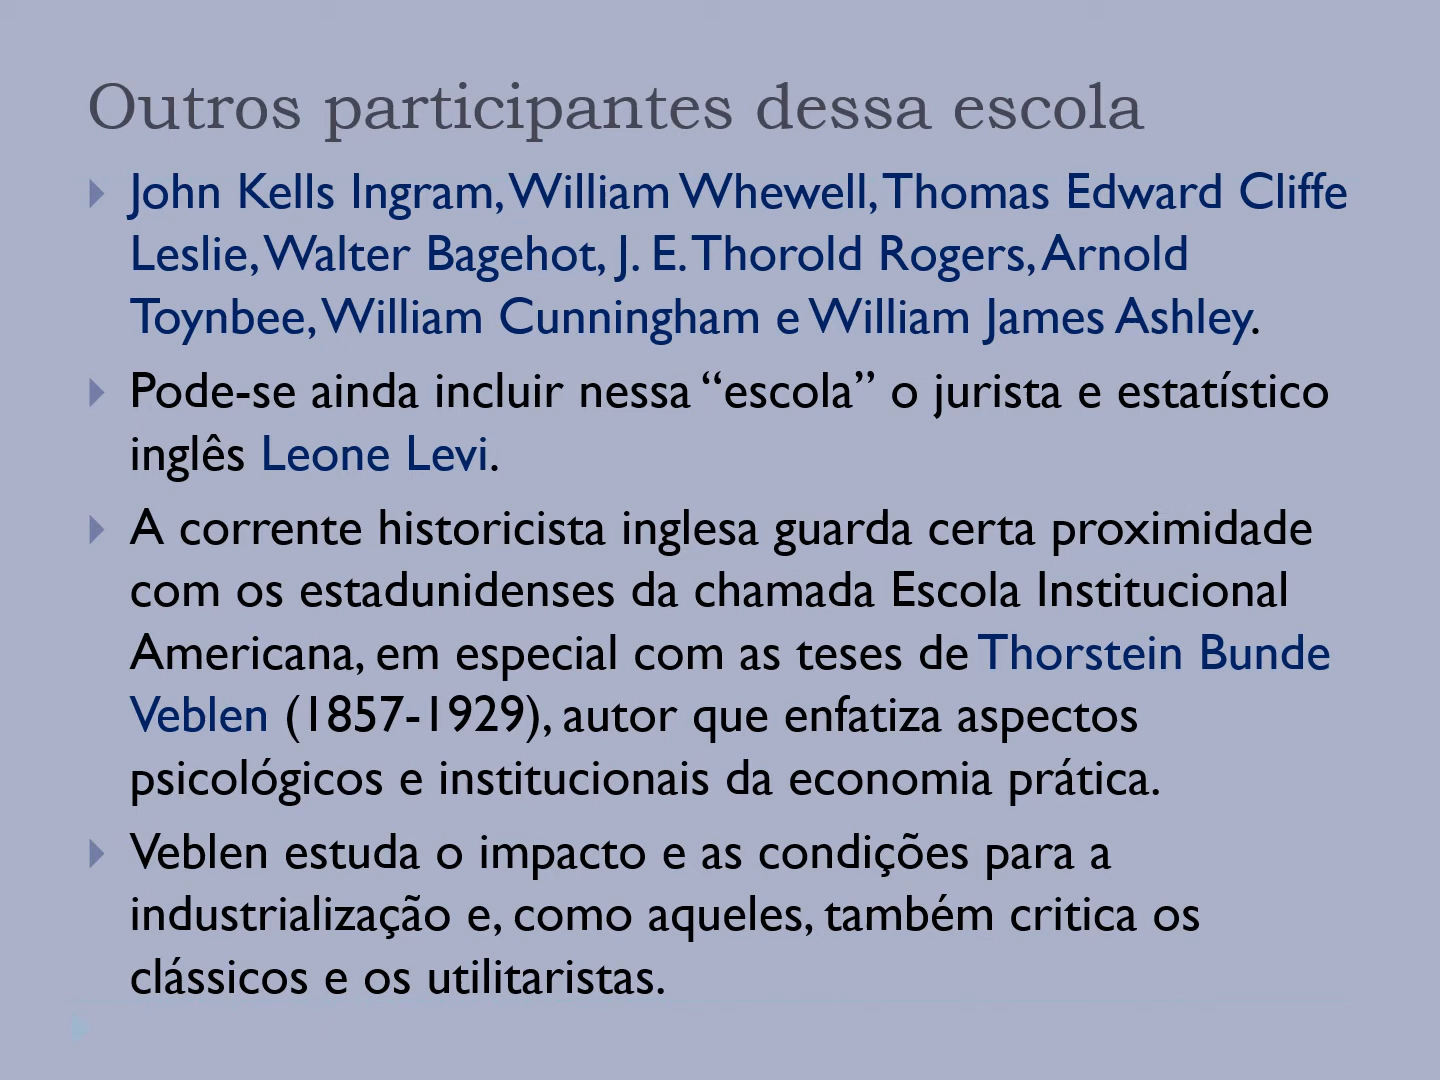 Outros participantes dessa escola
John Kells Ingram, William Whewell, Thomas Edward Cliffe
Leslie, Walter Bagehot, J. E. Thorold Rogers, Arnold
Toynbee, William Cunningham e William James Ashley.
Pode-se ainda incluir nessa “escola” o jurista e estatístico
inglês Leone Levi.
A corrente historicista inglesa guarda certa proximidade
com os estadunidenses da chamada Escola Institucional
Americana, em especial com as teses de Thorstein Bunde
Veblen (1857-1929), autor que enfatiza aspectos
psicológicos e institucionais da economia prática.
Veblen estuda o impacto e as condições para a
industrialização e, como aqueles, também critica os
clássicos e os utilitaristas.